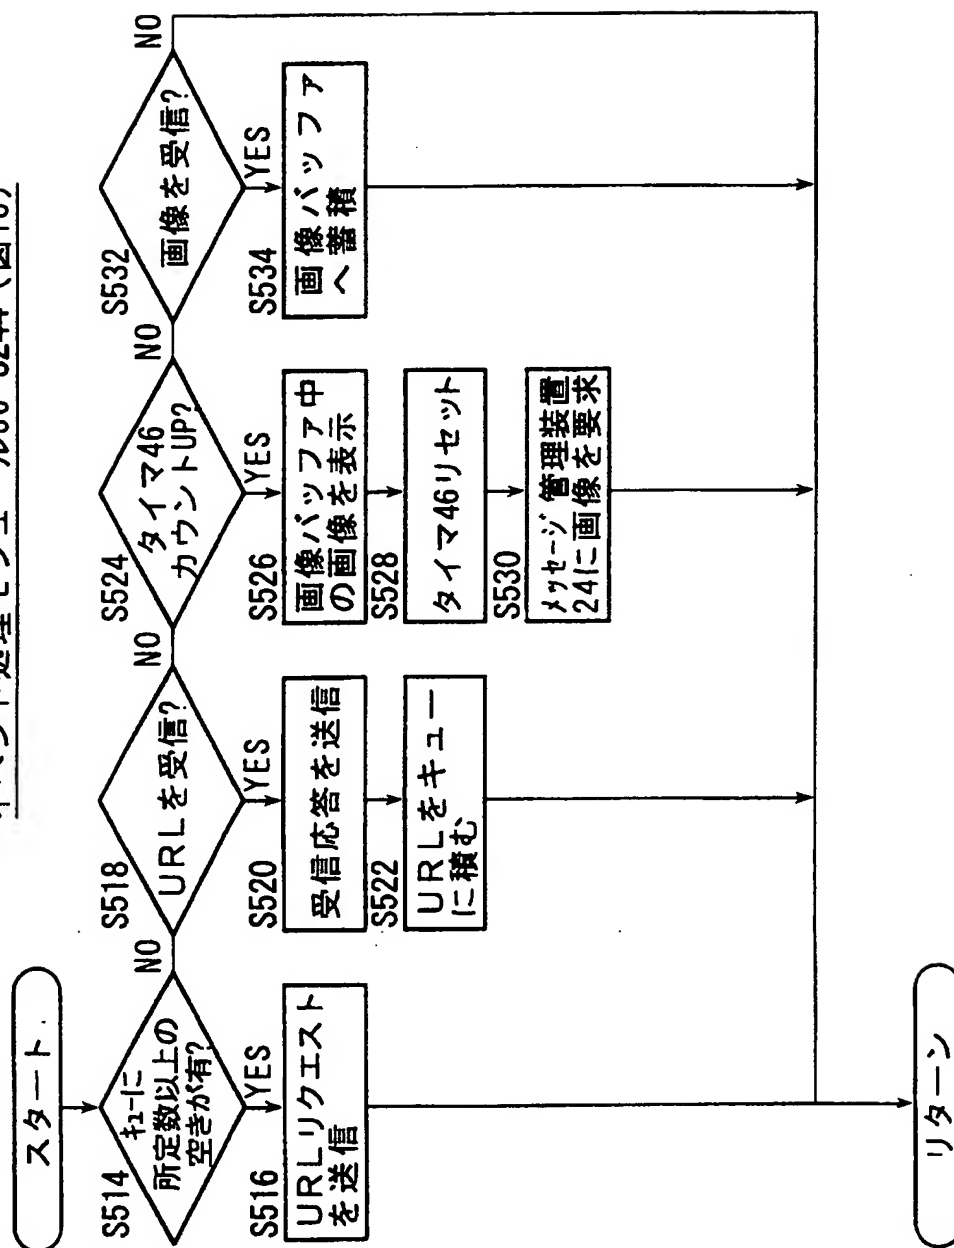 スタート
S514
キューに
所定数以上の
空きが有?
NO
YES
S516
URLリクエスト
を送信
S518
URLを受信?
NO
YES
S520
受信応答を送信
S522
URLをキュー
に積む
S524
タイマ46
カウントUP?
NO
YES
S526
画像バッファ中
の画像を表示
S528
タイマ46リセット
S530
メッセージ管理装置
24に画像を要求
S532
画像を受信?
NO
YES
S534
画像バッファ
へ蓄積
リターン